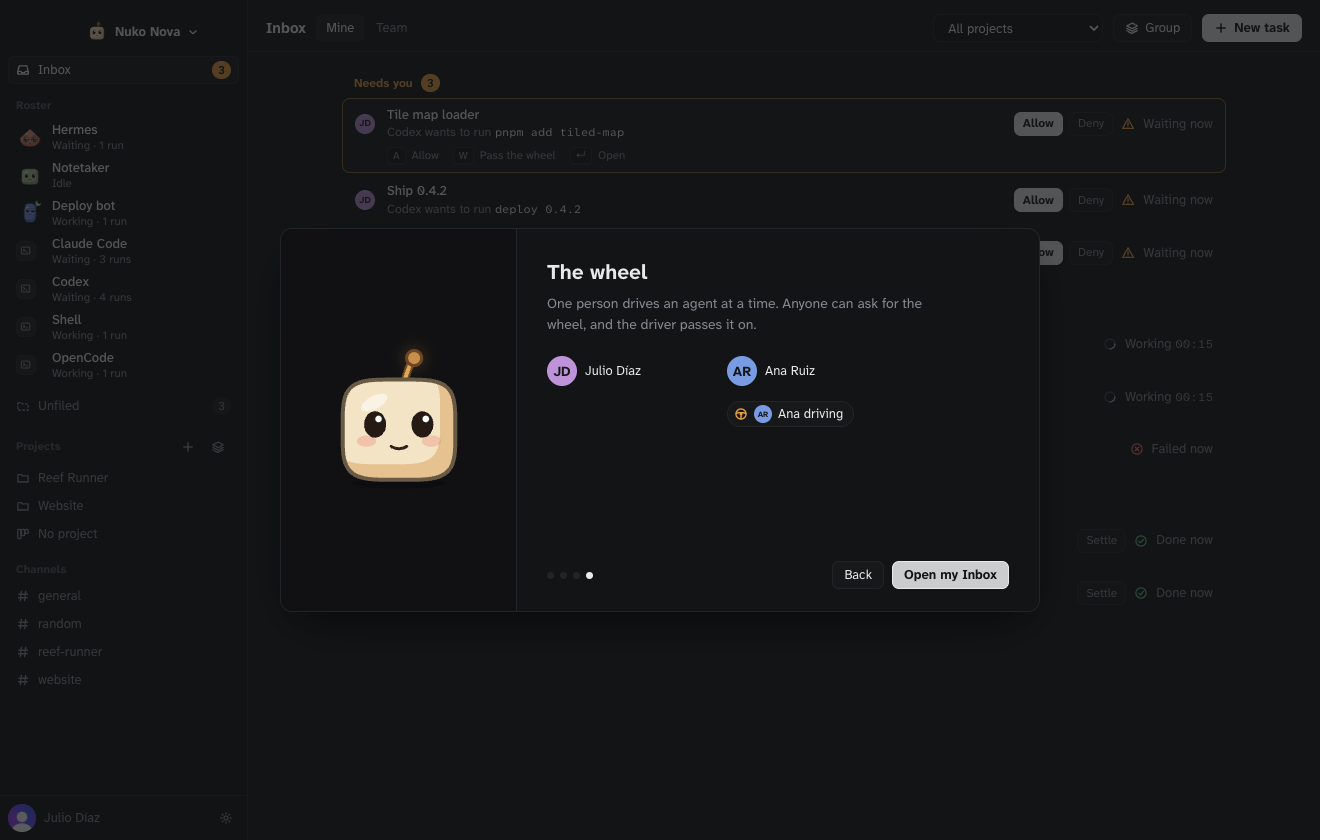 Nuko Nova
Inbox 3
Roster
Hermes
Waiting · 1 run
Notetaker
Idle
Deploy bot
Working · 1 run
Claude Code
Waiting · 3 runs
Codex
Waiting · 4 runs
Shell
Working · 1 run
OpenCode
Working · 1 run
Unfiled 3
Projects
Reef Runner
Website
No project
Channels
# general
# random
# reef-runner
# website
Julio Díaz
Inbox Mine Team All projects Group + New task
Needs you 3
JD Tile map loader
Codex wants to run pnpm add tiled-map
Allow Deny Waiting now
A Allow W Pass the wheel Open
JD Ship 0.4.2
Codex wants to run deploy 0.4.2
Allow Deny Waiting now
ow Deny Waiting now
Working 00:15
Working 00:15
Failed now
Settle Done now
Settle Done now
The wheel
One person drives an agent at a time. Anyone can ask for the
wheel, and the driver passes it on.
JD Julio Díaz AR Ana Ruiz
AR Ana driving
Back Open my Inbox